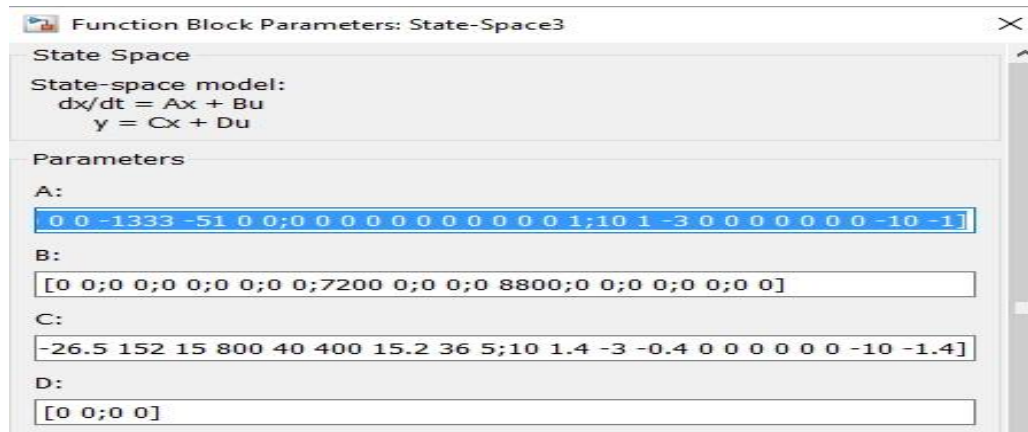 Function Block Parameters: State-Space3
State Space
State-space model:
dx/dt = Ax + Bu
y = Cx + Du
Parameters
A:
0 0 -1333 -51 0 0;0 0 0 0 0 0 0 0 0 0 0 1;10 1 -3 0 0 0 0 0 0 0 -10 -1]
B:
[0 0;0 0;0 0;0 0;0 0;7200 0;0 0;0 8800;0 0;0 0;0 0;0 0]
C:
-26.5 152 15 800 40 400 15.2 36 5;10 1.4 -3 -0.4 0 0 0 0 0 0 -10 -1.4]
D:
[0 0;0 0]